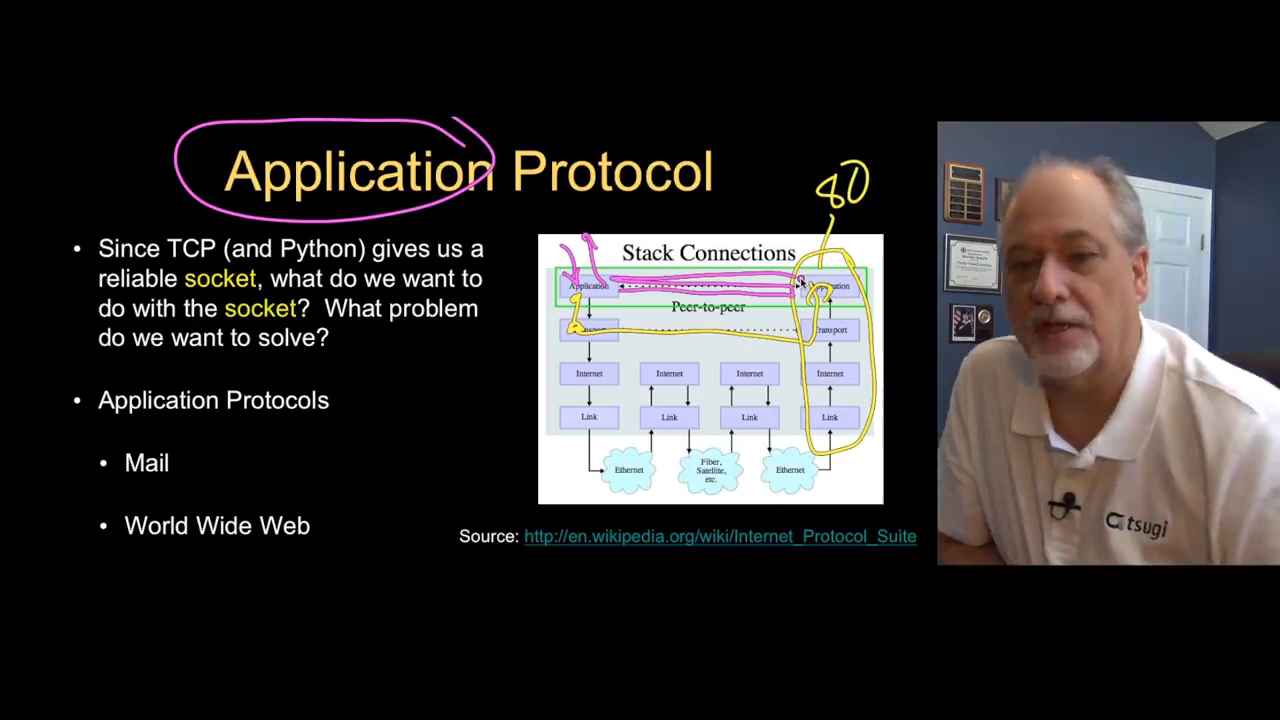 Application Protocol
80
• Since TCP (and Python) gives us a
reliable socket, what do we want to
do with the socket? What problem
do we want to solve?
• Application Protocols
• Mail
• World Wide Web
Stack Connections
Application
Peer-to-peer
Transport
Internet Internet Internet Internet
Link Link Link Link
Ethernet
Fiber,
Satellite,
etc.
Ethernet
Source: http://en.wikipedia.org/wiki/Internet_Protocol_Suite
tsugi